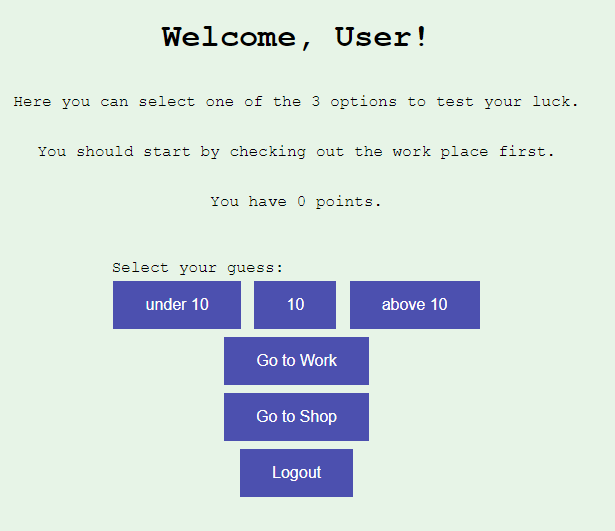 Welcome, User!
Here you can select one of the 3 options to test your luck.
You should start by checking out the work place first.
You have 0 points.
Select your guess:
under 10 10 above 10
Go to Work
Go to Shop
Logout